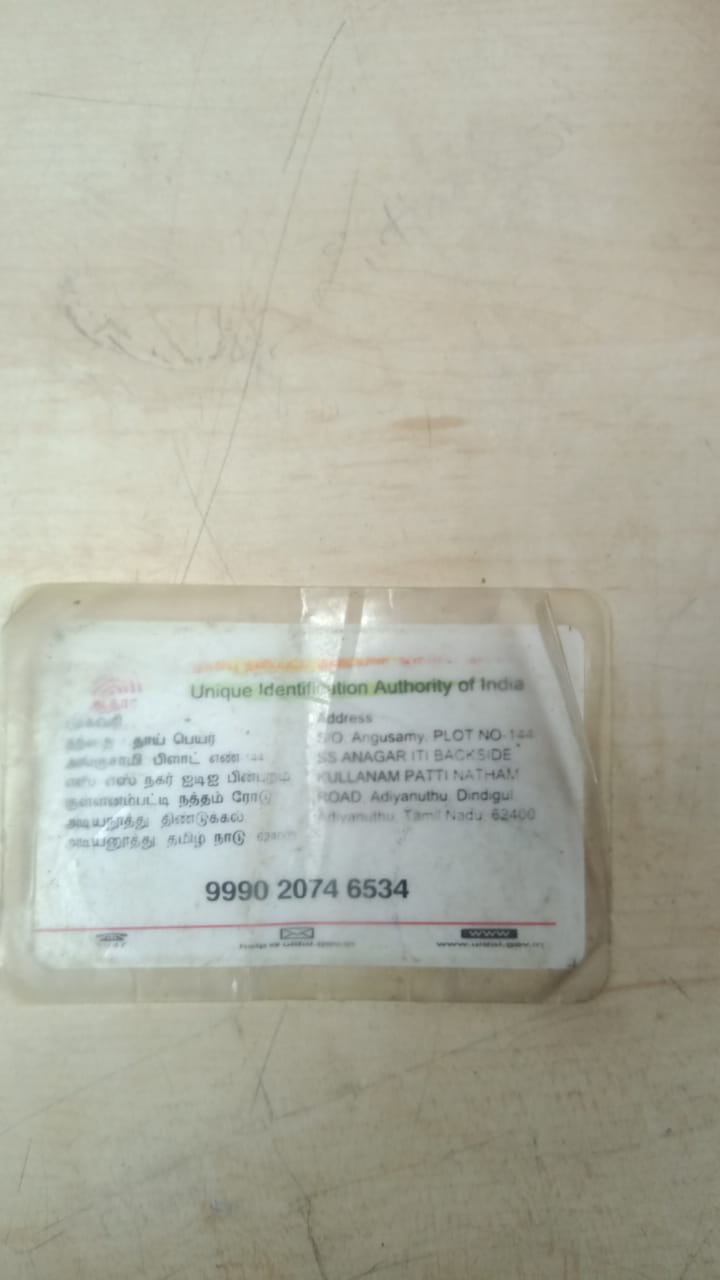 Unique Identification Authority of India
தாய் பெயர்
பிளாட் எண் 144
எஸ் எஸ் நகர் ஐடிஐ பின்புறம்
குள்ளனம்பட்டி நத்தம் ரோடு
அடியனூத்து திண்டுக்கல்
அடியனூத்து தமிழ் நாடு
Address
S/O. Angusamy, PLOT NO-144
SS ANAGAR ITI BACKSIDE
KULLANAM PATTI NATHAM
ROAD, Adiyanuthu, Dindigul
Adiyanuthu, Tamil Nadu, 62400
9990 2074 6534
www
www.uidai.gov.in